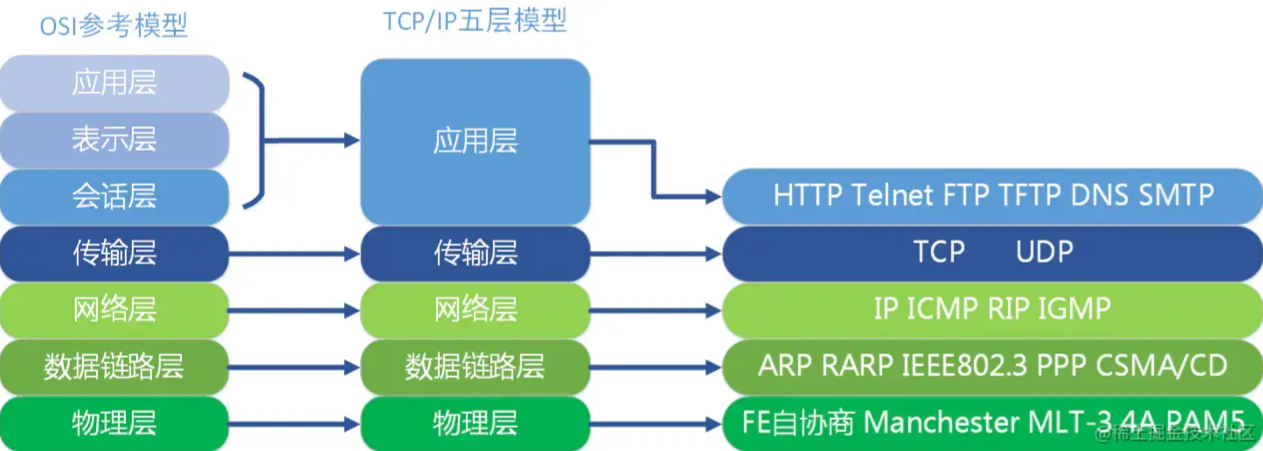 OSI参考模型
TCP/IP五层模型
应用层
表示层
会话层
传输层
网络层
数据链路层
物理层
应用层
传输层
网络层
数据链路层
物理层
HTTP Telnet FTP TFTP DNS SMTP
TCP UDP
IP ICMP RIP IGMP
ARP RARP IEEE802.3 PPP CSMA/CD
FE自协商 Manchester MLT-3 4A PAM5
@稀土掘金技术社区